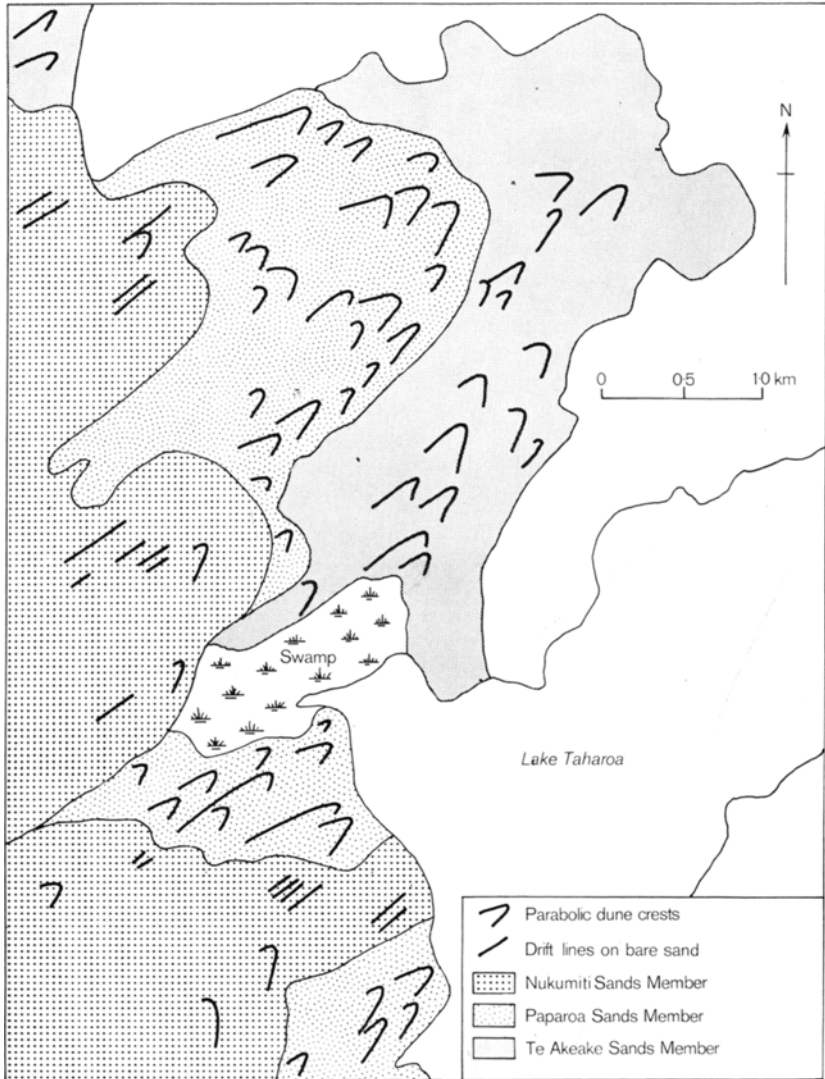 N
0 0·5 1·0 km
Swamp
Lake Taharoa
Parabolic dune crests
Drift lines on bare sand
Nukumiti Sands Member
Paparoa Sands Member
Te Akeake Sands Member